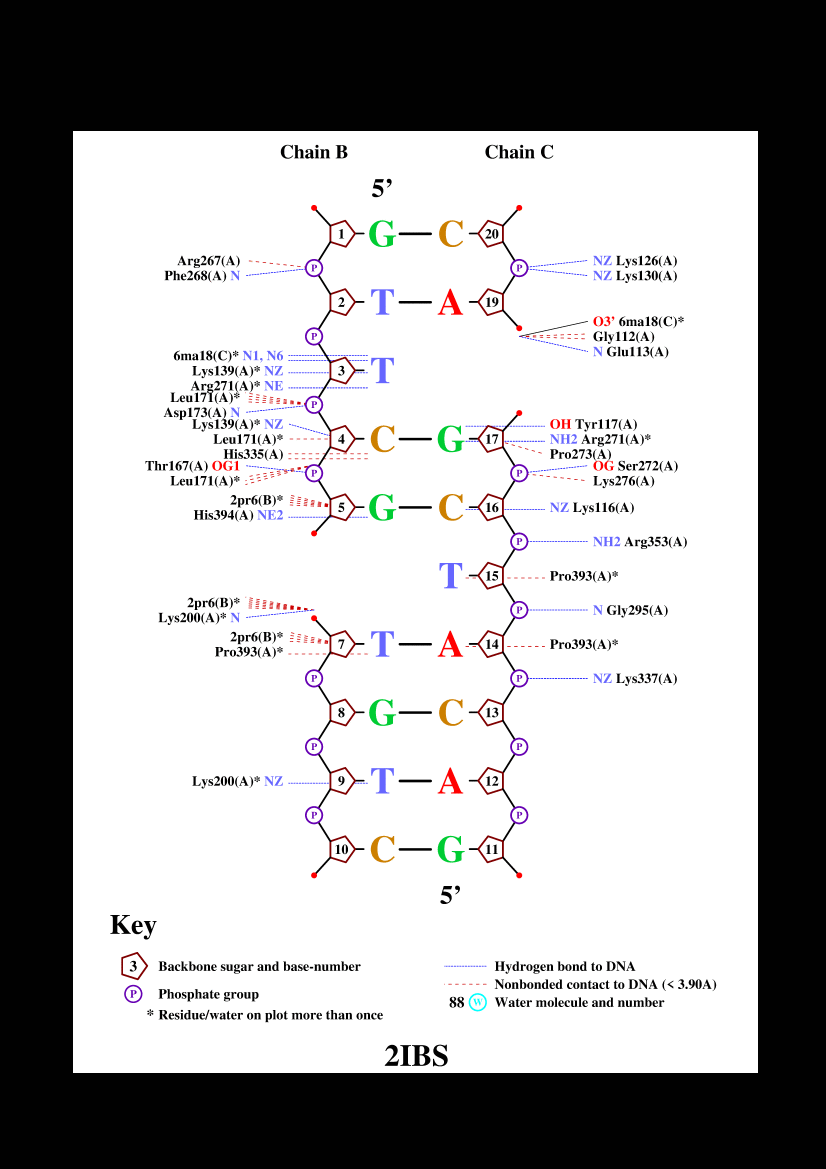 Chain B Chain C
5’
1 G C 20
Arg267(A) P P NZ Lys126(A)
Phe268(A) N NZ Lys130(A)
2 T A 19
O3’ 6ma18(C)*
P Gly112(A)
6ma18(C)* N1, N6 N Glu113(A)
Lys139(A)* NZ 3 T
Arg271(A)* NE
Leu171(A)*
Asp173(A) N P
Lys139(A)* NZ OH Tyr117(A)
Leu171(A)* 4 C G 17 NH2 Arg271(A)*
His335(A) Pro273(A)
Thr167(A) OG1 P P OG Ser272(A)
Leu171(A)* Lys276(A)
2pr6(B)* 5 G C 16 NZ Lys116(A)
His394(A) NE2
P NH2 Arg353(A)
T 15 Pro393(A)*
2pr6(B)* P N Gly295(A)
Lys200(A)* N
2pr6(B)* 7 T A 14 Pro393(A)*
Pro393(A)*
P P NZ Lys337(A)
8 G C 13
P P
Lys200(A)* NZ 9 T A 12
P P
10 C G 11
5’
Key
3 Backbone sugar and base-number Hydrogen bond to DNA
P Phosphate group Nonbonded contact to DNA (< 3.90A)
* Residue/water on plot more than once 88 W Water molecule and number
2IBS